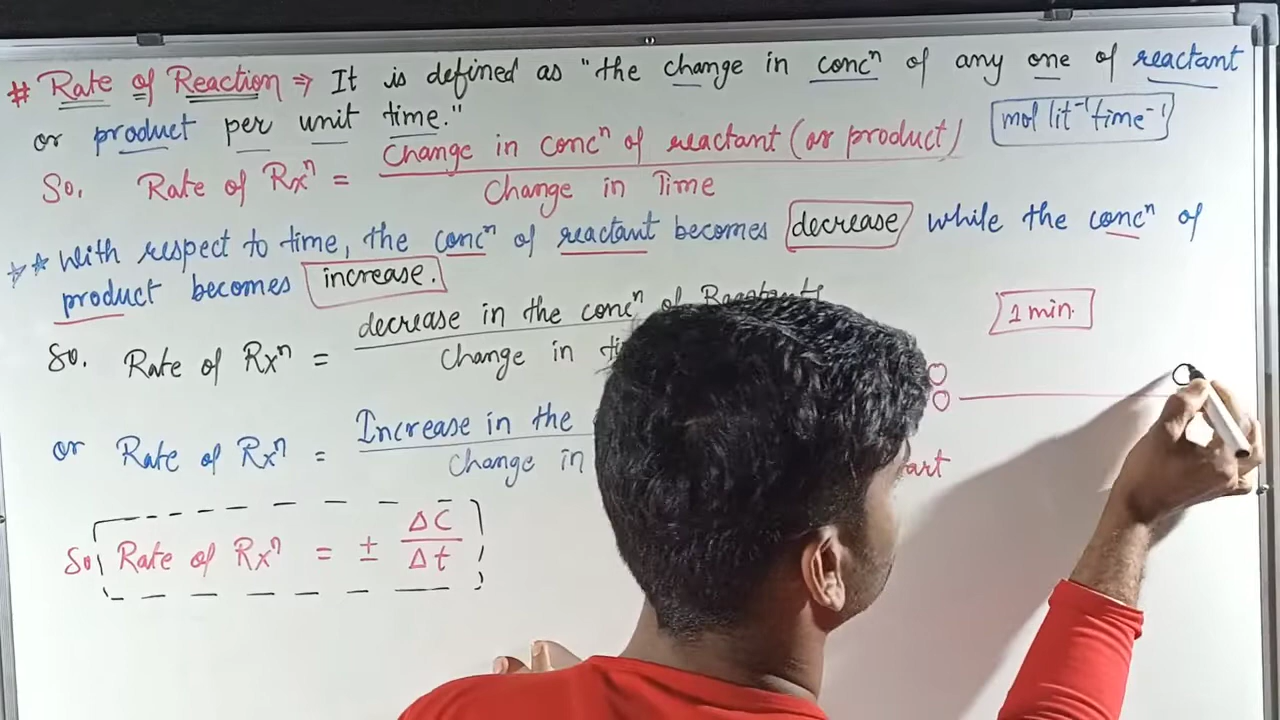 # Rate of Reaction ⇒ It is defined as "the change in concⁿ of any one of reactant
or product per unit time."
mol lit⁻¹ time⁻¹
So, Rate of Rxⁿ = Change in concⁿ of reactant (or product)
Change in Time
** With respect to time, the concⁿ of reactant becomes decrease while the concⁿ of
product becomes increase.
So. Rate of Rxⁿ = decrease in the concⁿ of Reactants
Change in
1 min.
or Rate of Rxⁿ = Increase in the
Change in
So, Rate of Rxⁿ = ± ΔC
Δt